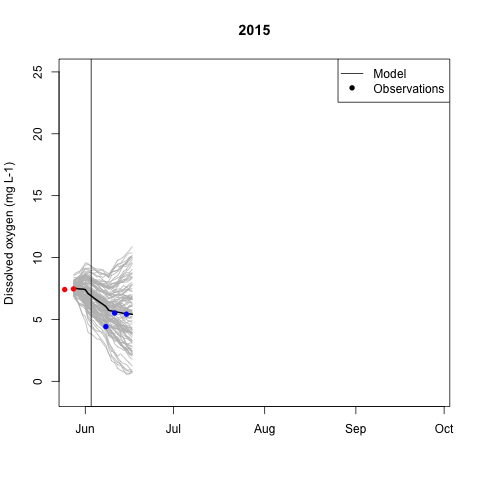 2015
Model
Observations
Dissolved oxygen (mg L-1)
25
20
15
10
5
0
Jun
Jul
Aug
Sep
Oct